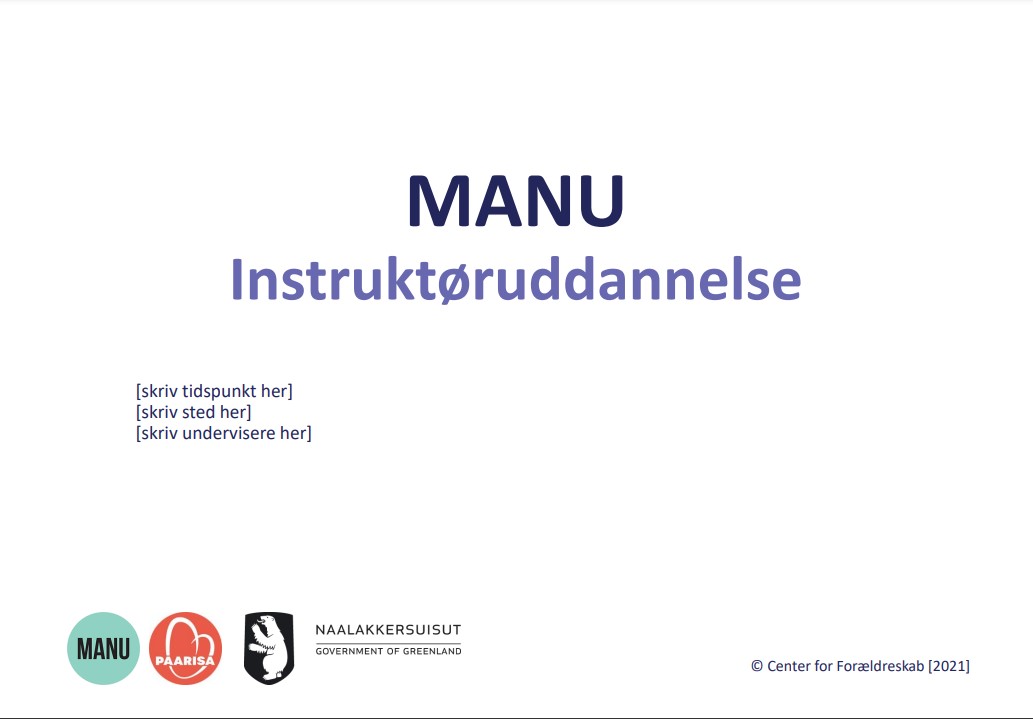 MANU
Instruktøruddannelse
[skriv tidspunkt her]
[skriv sted her]
[skriv undervisere her]
MANU
PAARISA
NAALAKKERSUISUT
GOVERNMENT OF GREENLAND
© Center for Forældreskab [2021]